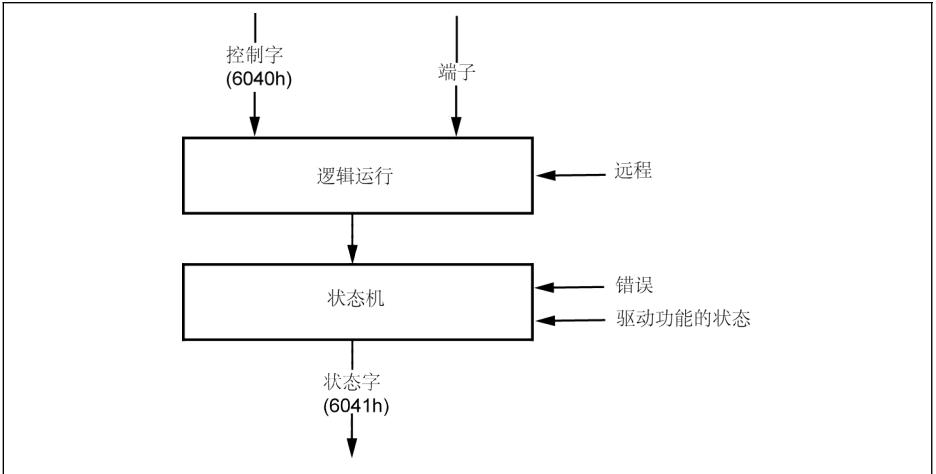 控制字
(6040h)
端子
逻辑运行
远程
状态机
错误
驱动功能的状态
状态字
(6041h)